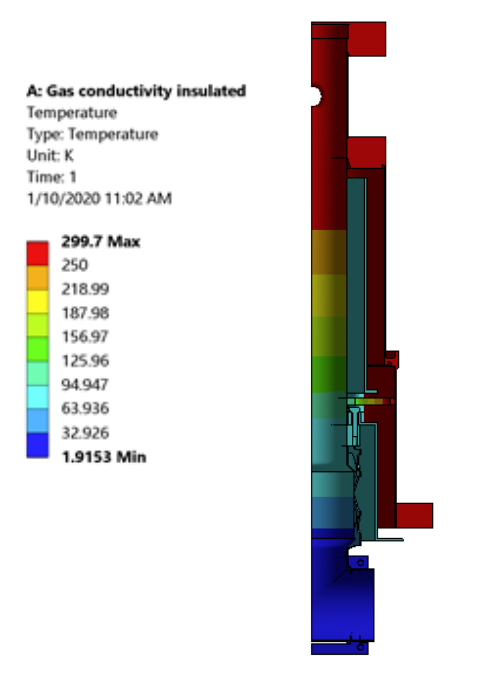 A: Gas conductivity insulated
Temperature
Type: Temperature
Unit: K
Time: 1
1/10/2020 11:02 AM
299.7 Max
250
218.99
187.98
156.97
125.96
94.947
63.936
32.926
1.9153 Min